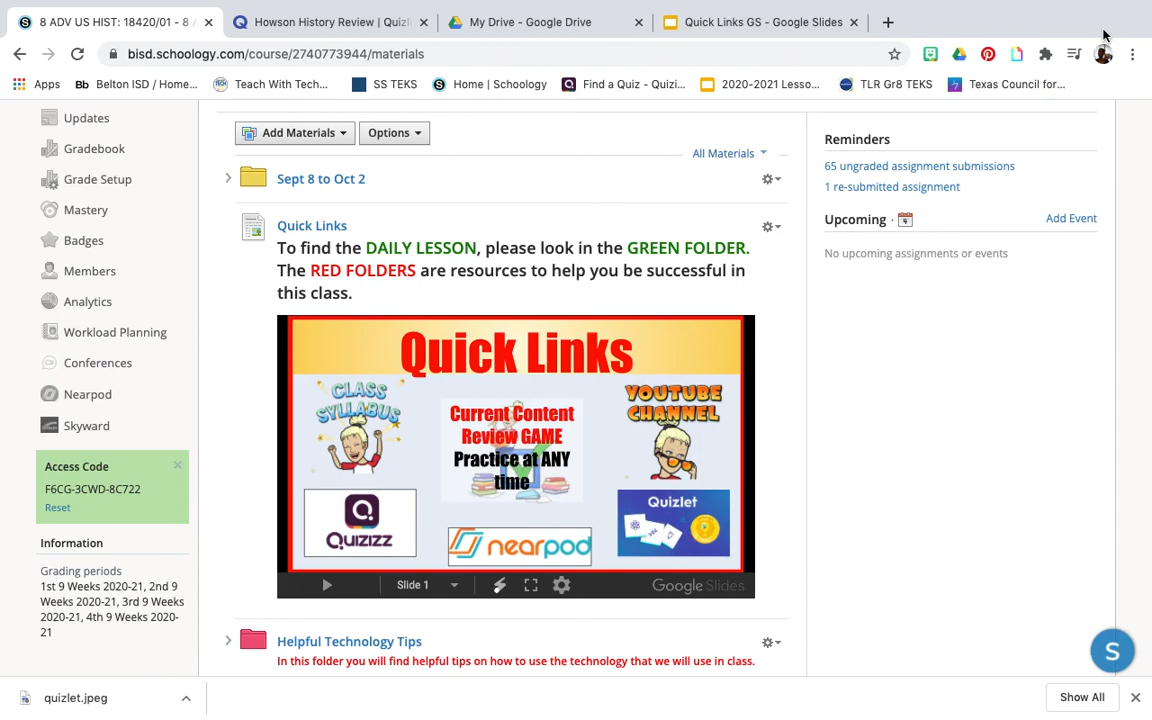 8 ADV US HIST: 18420/01 - 8 A
Howson History Review | Quizl
My Drive - Google Drive
Quick Links GS - Google Slides
bisd.schoology.com/course/2740773944/materials
Apps
Bb Belton ISD / Home...
Teach With Tech...
SS TEKS
Home | Schoology
Find a Quiz - Quizi...
2020-2021 Lesso...
TLR Gr8 TEKS
Texas Council for...
Updates
Gradebook
Grade Setup
Mastery
Badges
Members
Analytics
Workload Planning
Conferences
Nearpod
Skyward
Access Code
F6CG-3CWD-8C722
Reset
Information
Grading periods
1st 9 Weeks 2020-21, 2nd 9
Weeks 2020-21, 3rd 9 Weeks
2020-21, 4th 9 Weeks 2020-
21
Add Materials
Options
All Materials
Sept 8 to Oct 2
Quick Links
To find the DAILY LESSON, please look in the GREEN FOLDER.
The RED FOLDERS are resources to help you be successful in
this class.
Quick Links
CLASS
SYLLABUS
Current Content
Review GAME
Practice at ANY
time
YOUTUBE
CHANNEL
Quizizz
nearpod
Quizlet
Slide 1
Google Slides
Helpful Technology Tips
In this folder you will find helpful tips on how to use the technology that we will use in class.
Reminders
65 ungraded assignment submissions
1 re-submitted assignment
Upcoming ·
Add Event
No upcoming assignments or events
S
quizlet.jpeg
Show All